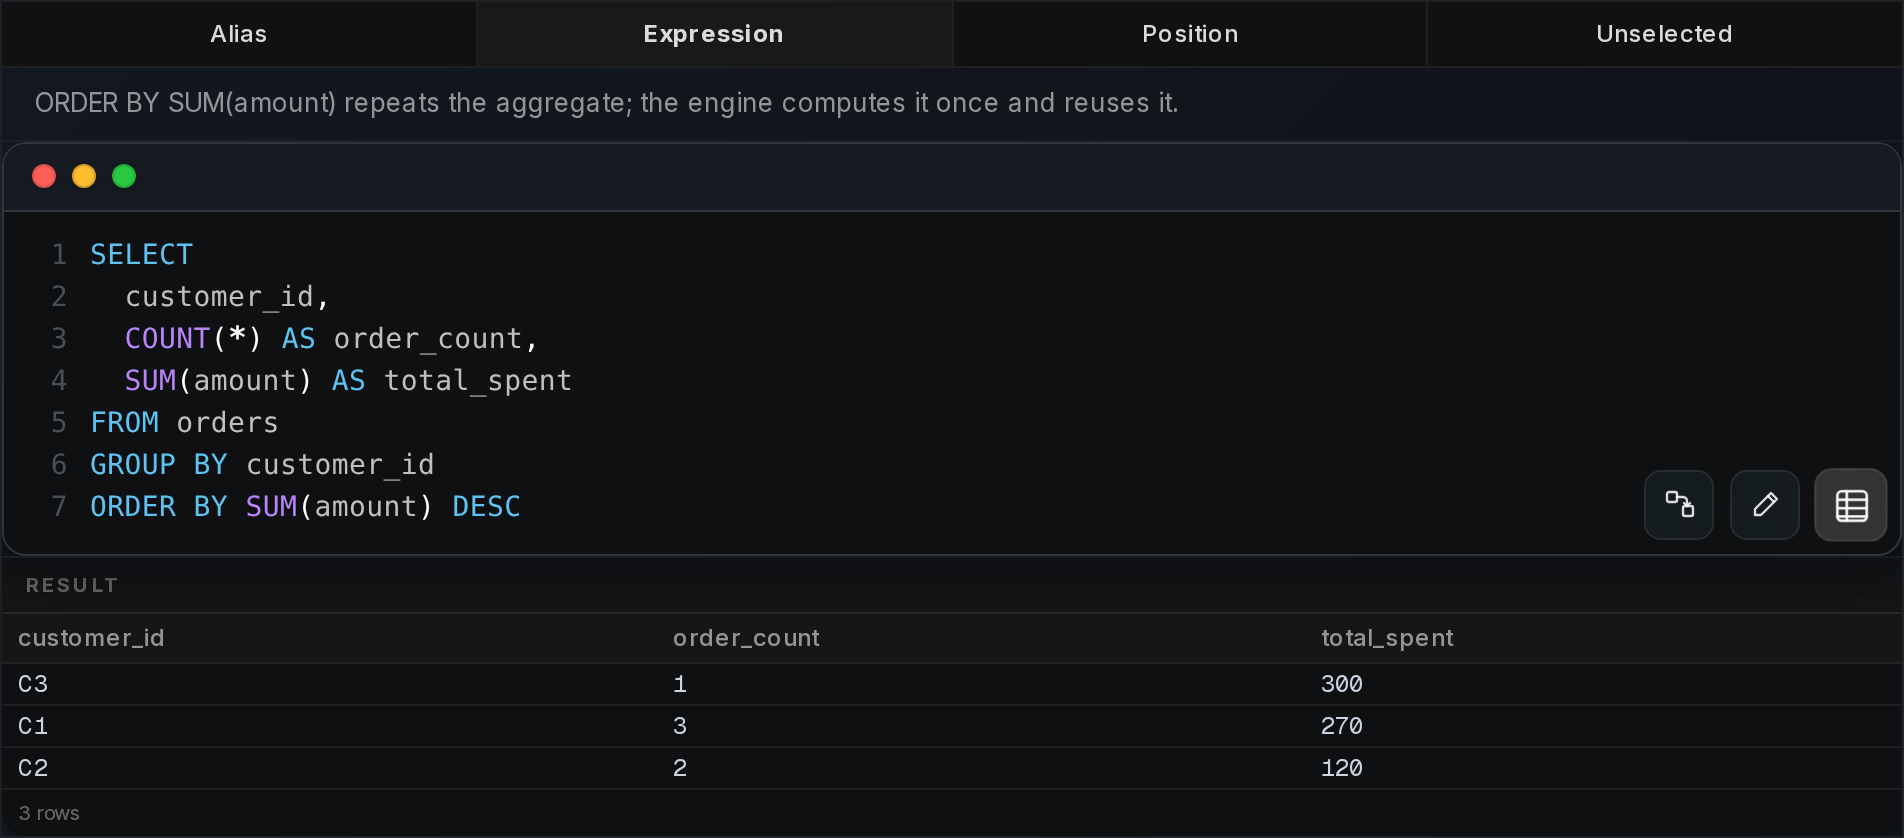 Alias Expression Position Unselected
ORDER BY SUM(amount) repeats the aggregate; the engine computes it once and reuses it.
1 SELECT
2   customer_id,
3   COUNT(*) AS order_count,
4   SUM(amount) AS total_spent
5 FROM orders
6 GROUP BY customer_id
7 ORDER BY SUM(amount) DESC
RESULT
customer_id order_count total_spent
C3 1 300
C1 3 270
C2 2 120
3 rows